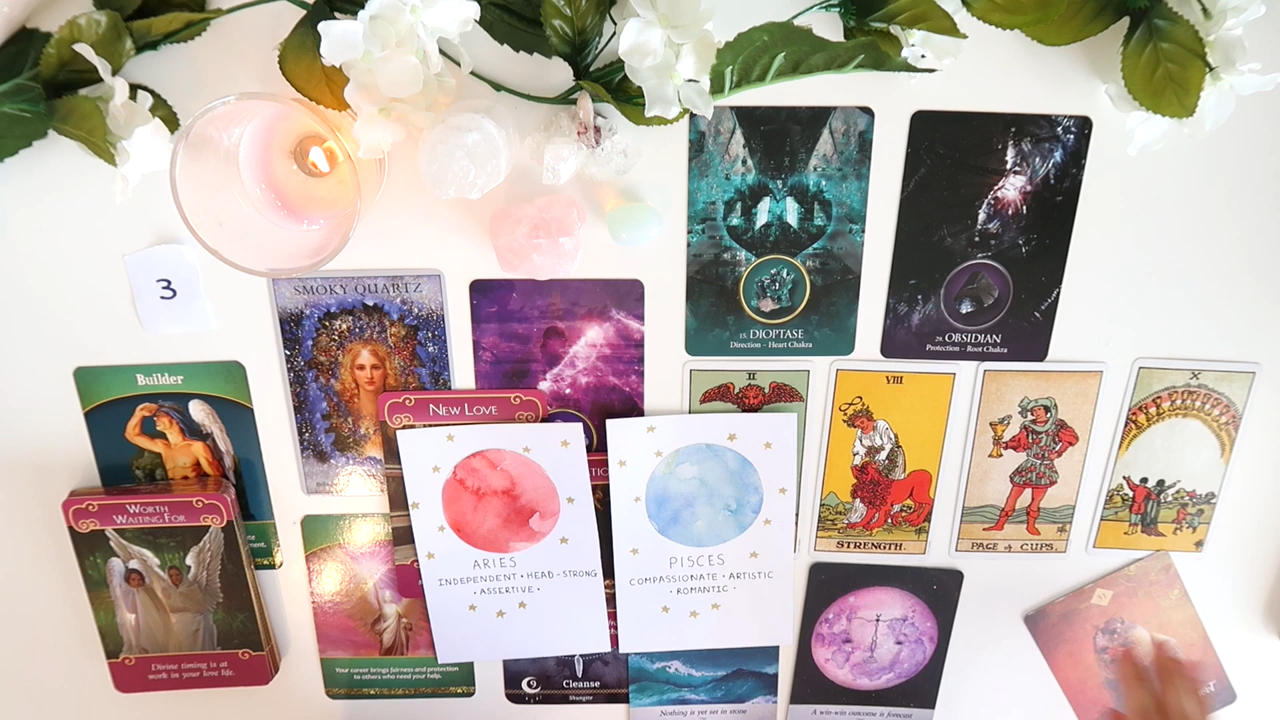 3
SMOKY QUARTZ
15. DIOPTASE
Direction – Heart Chakra
29. OBSIDIAN
Protection – Root Chakra
Builder
NEW LOVE
II
VIII
STRENGTH.
PAGE of CUPS.
X
WORTH
WAITING FOR
Divine timing is at
work in your love life.
ARIES
INDEPENDENT • HEAD-STRONG
• ASSERTIVE •
PISCES
COMPASSIONATE • ARTISTIC
• ROMANTIC •
Your career brings fairness and protection
to others who need your help.
9
Cleanse
Shungite
Nothing is yet set in stone
A win-win outcome is forecast